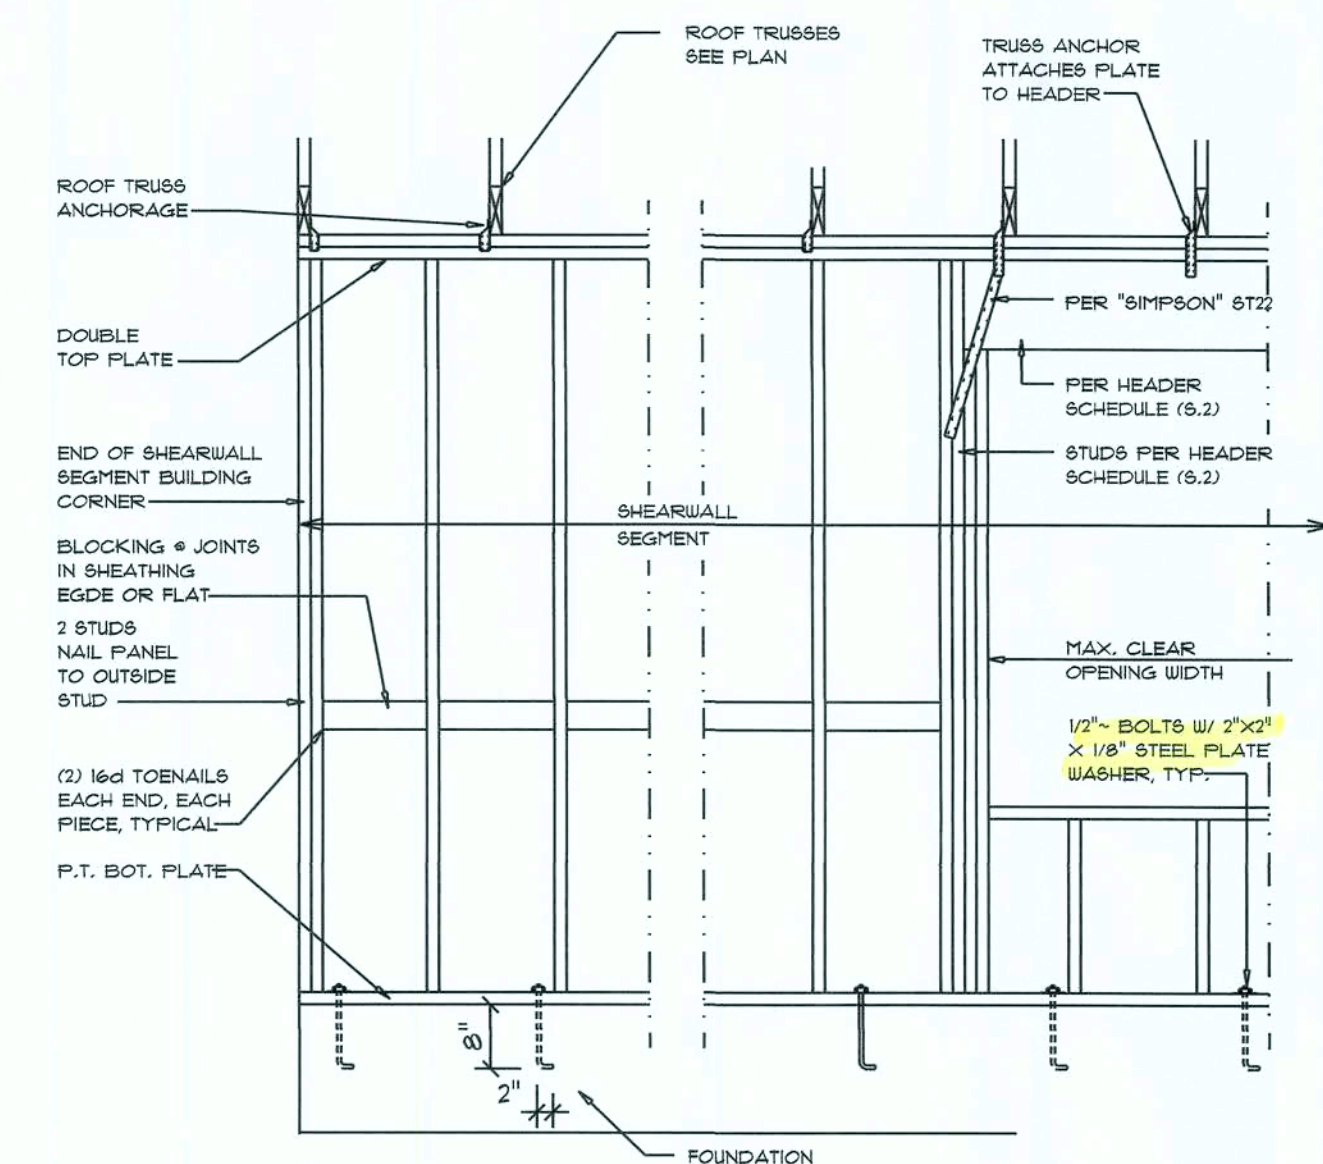 ROOF TRUSSES
SEE PLAN
TRUSS ANCHOR
ATTACHES PLATE
TO HEADER
ROOF TRUSS
ANCHORAGE
PER "SIMPSON" ST22
DOUBLE
TOP PLATE
PER HEADER
SCHEDULE (S.2)
END OF SHEARWALL
SEGMENT BUILDING
CORNER
STUDS PER HEADER
SCHEDULE (S.2)
SHEARWALL
SEGMENT
BLOCKING @ JOINTS
IN SHEATHING
EGDE OR FLAT
2 STUDS
NAIL PANEL
TO OUTSIDE
STUD
MAX. CLEAR
OPENING WIDTH
1/2"~ BOLTS W/ 2"X2"
X 1/8" STEEL PLATE
WASHER, TYP.
(2) 16d TOENAILS
EACH END, EACH
PIECE, TYPICAL
P.T. BOT. PLATE
8"
2"
FOUNDATION